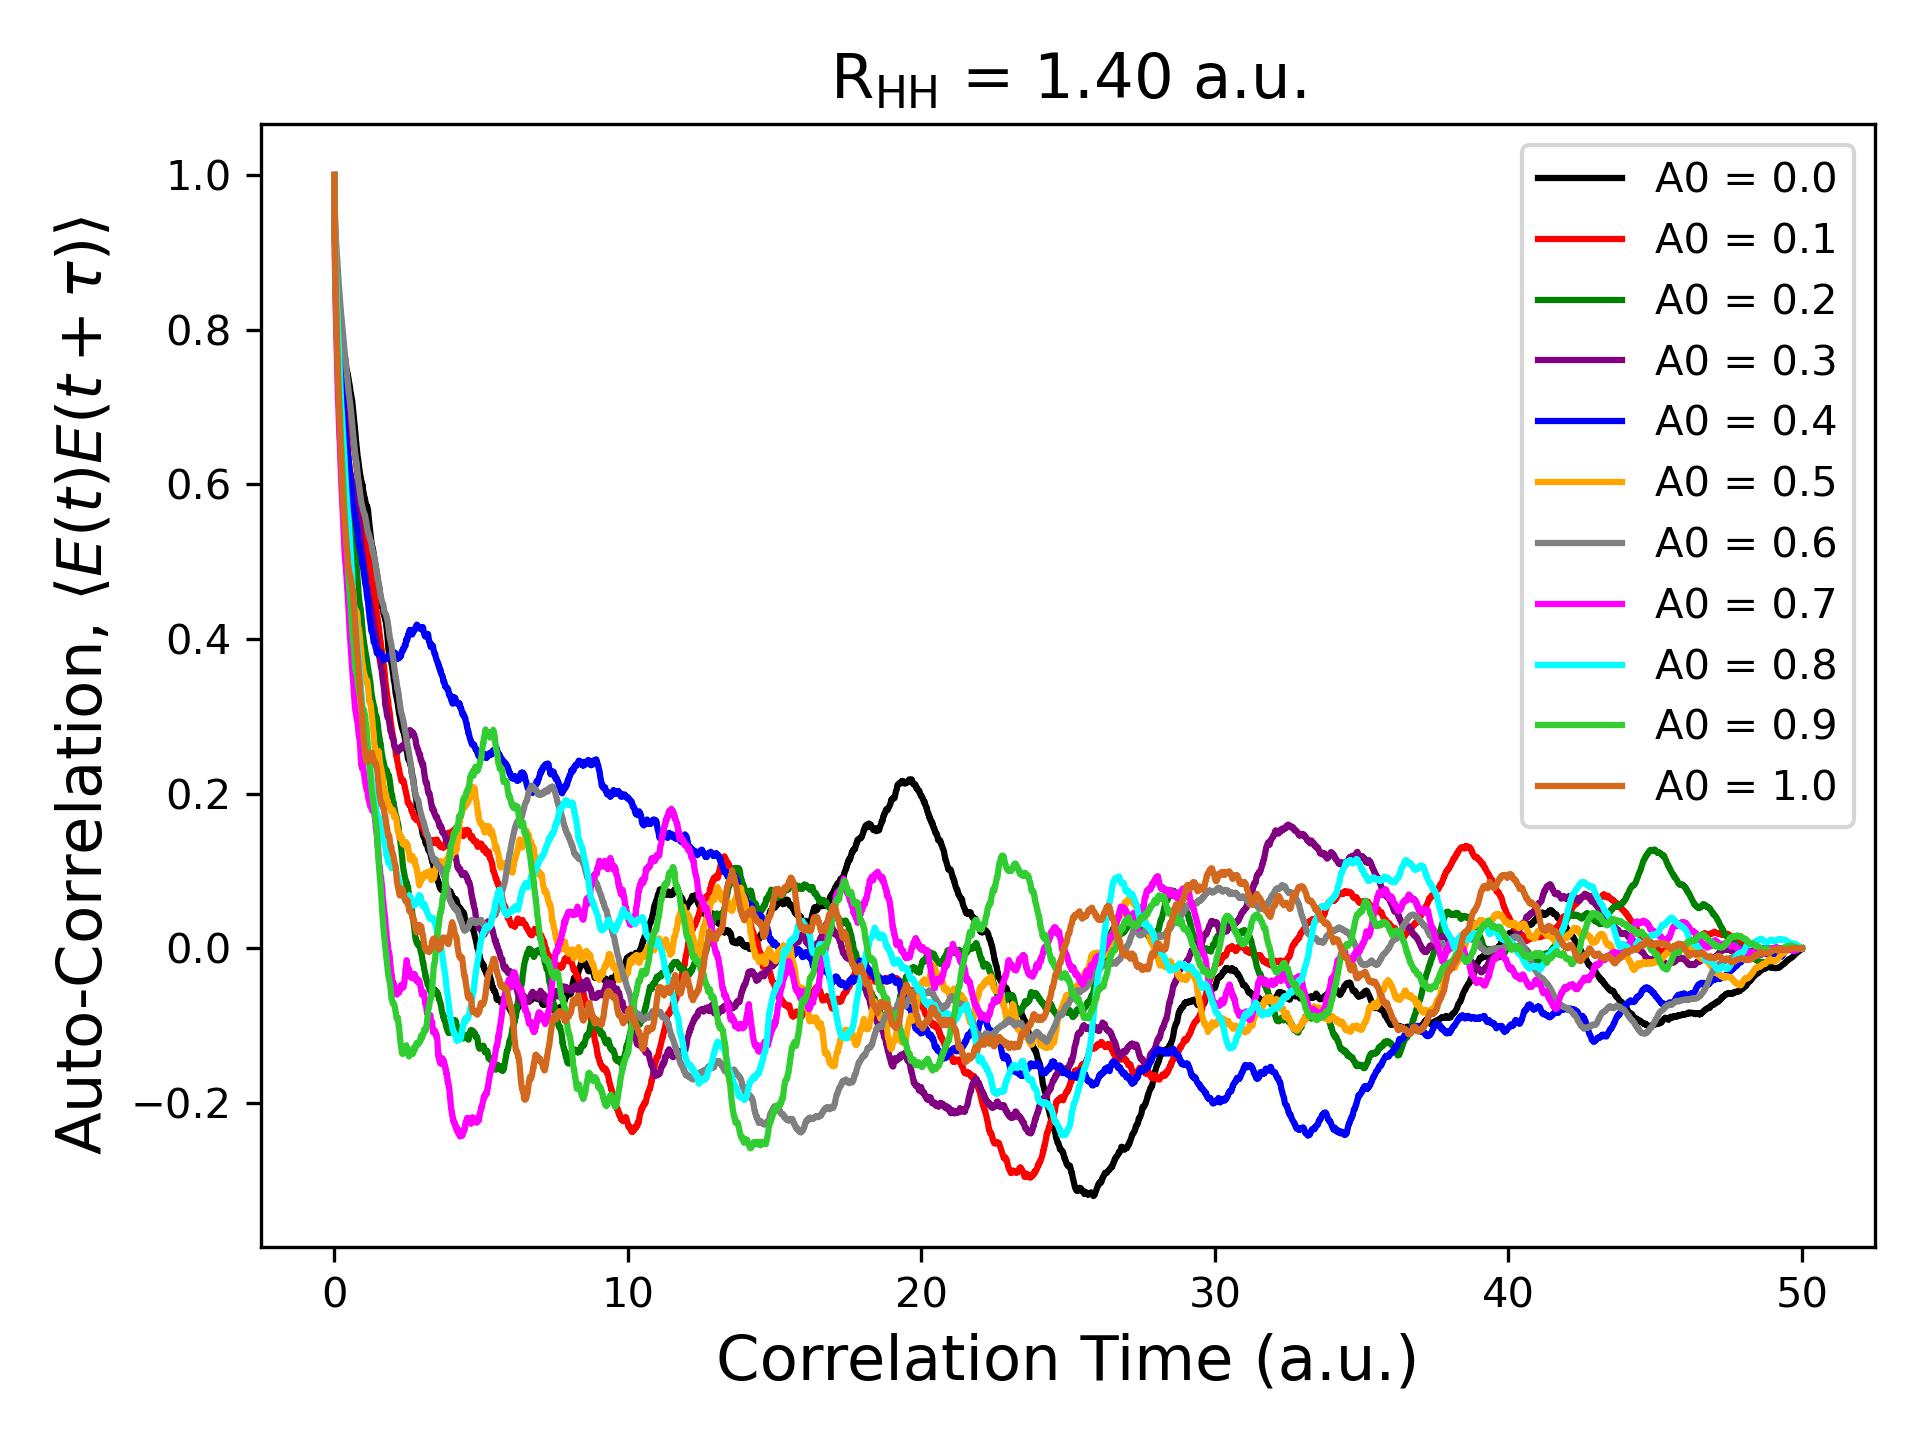 R_HH = 1.40 a.u.
Auto-Correlation, ⟨E(t)E(t + τ)⟩
1.0
0.8
0.6
0.4
0.2
0.0
−0.2
A0 = 0.0
A0 = 0.1
A0 = 0.2
A0 = 0.3
A0 = 0.4
A0 = 0.5
A0 = 0.6
A0 = 0.7
A0 = 0.8
A0 = 0.9
A0 = 1.0
0 10 20 30 40 50
Correlation Time (a.u.)